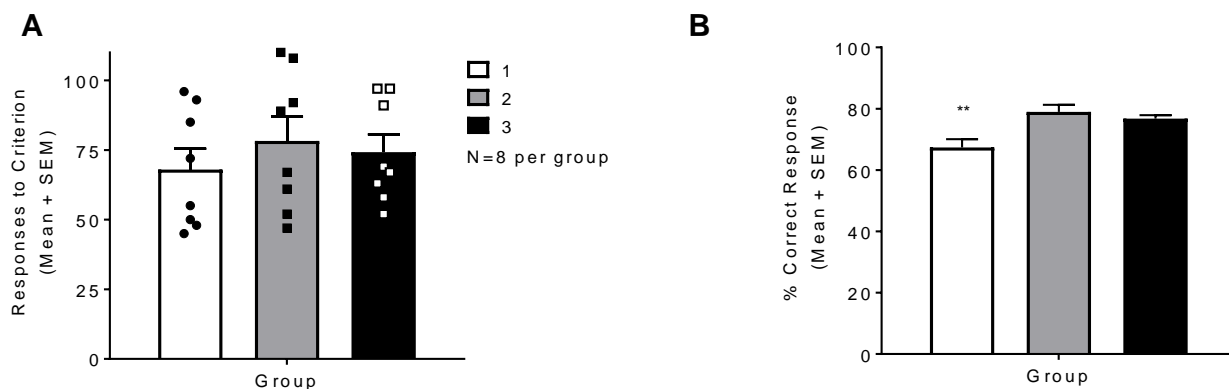 A
Responses to Criterion
(Mean + SEM)
100
75
50
25
0
Group
1
2
3
N=8 per group
B
% Correct Response
(Mean + SEM)
100
80
60
40
20
0
**
Group